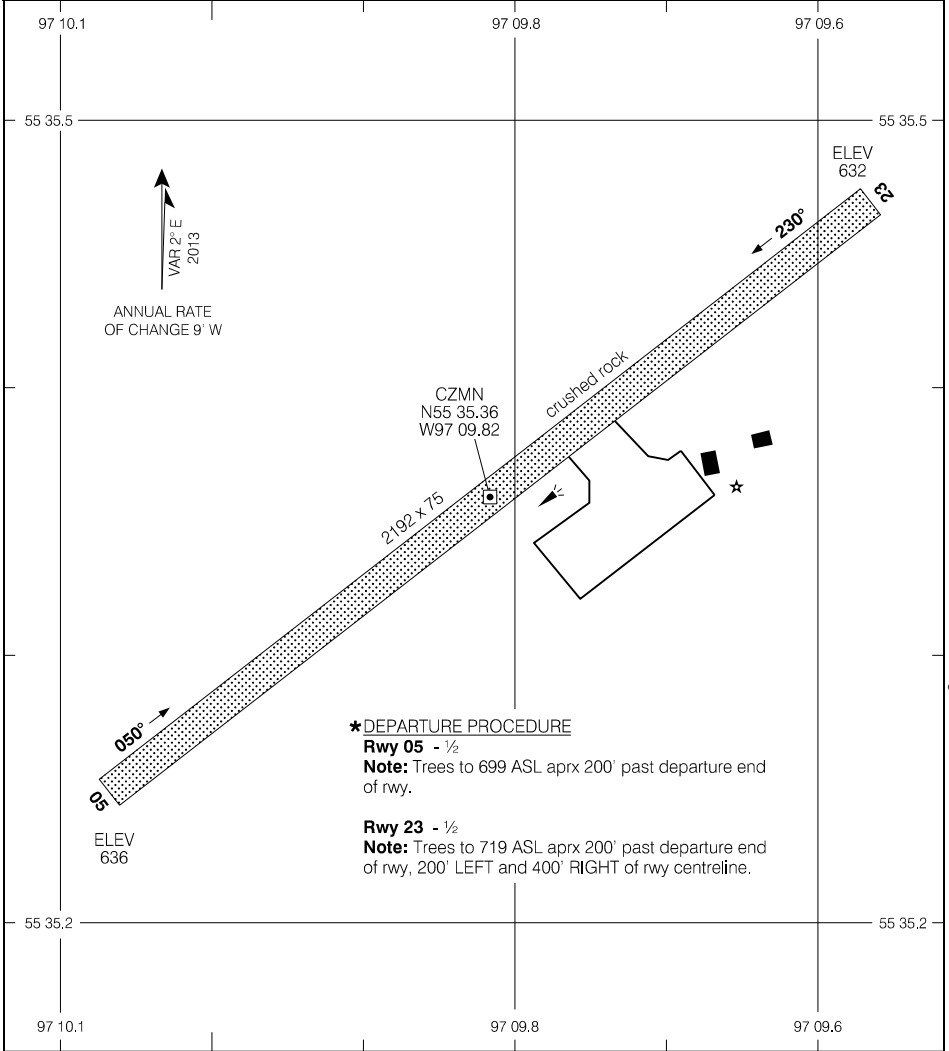 97 10.1
97 09.8
97 09.6
55 35.5
55 35.5
ELEV
632
23
230°
VAR 2° E
2013
ANNUAL RATE
OF CHANGE 9' W
crushed rock
CZMN
N55 35.36
W97 09.82
2192 x 75
050°
05
ELEV
636
*DEPARTURE PROCEDURE
Rwy 05 - ½
Note: Trees to 699 ASL aprx 200' past departure end
of rwy.
Rwy 23 - ½
Note: Trees to 719 ASL aprx 200' past departure end
of rwy, 200' LEFT and 400' RIGHT of rwy centreline.
55 35.2
55 35.2
97 10.1
97 09.8
97 09.6